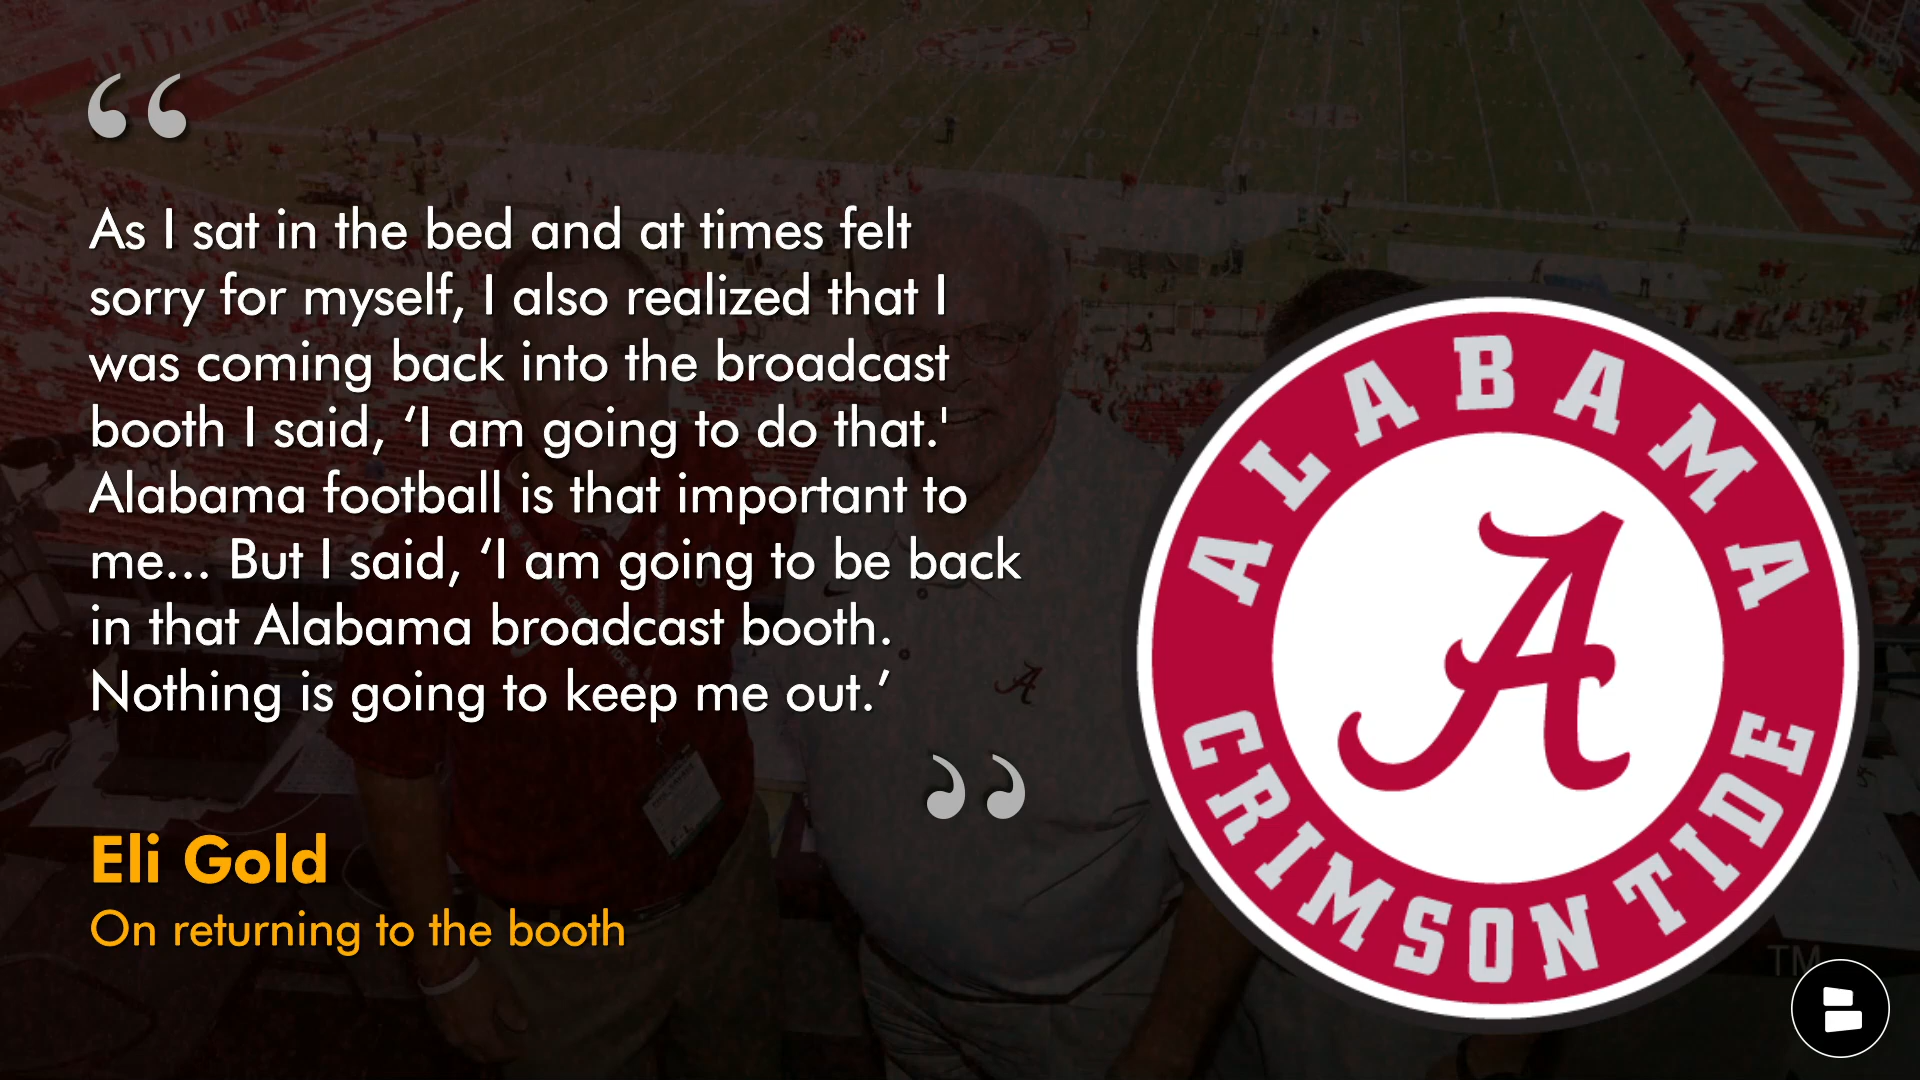 “
As I sat in the bed and at times felt
sorry for myself, I also realized that I
was coming back into the broadcast
booth I said, ‘I am going to do that.'
Alabama football is that important to
me... But I said, ‘I am going to be back
in that Alabama broadcast booth.
Nothing is going to keep me out.’
”
Eli Gold
On returning to the booth
ALABAMA
A
CRIMSON TIDE
TM
CRIMSON TIDE